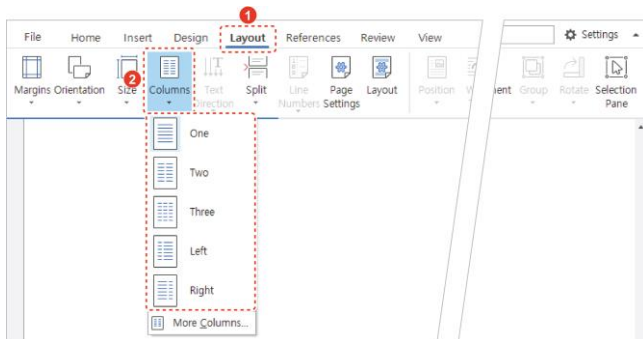 1
File Home Insert Design Layout References Review View Settings
2
Margins Orientation Size Columns Text Direction Split Line Numbers Page Settings Layout Position Group Rotate Selection Pane
One
Two
Three
Left
Right
More Columns...